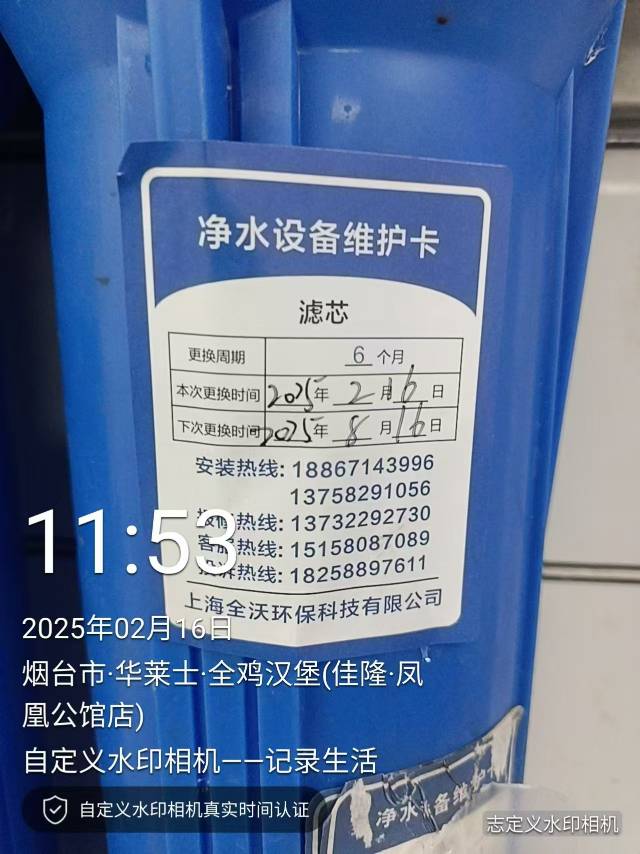 净水设备维护卡
滤芯
更换周期 6 个月
本次更换时间 2025年 2 月 16 日
下次更换时间 2025年 8 月 16 日
安装热线: 18867143996
13758291056
热线: 13732292730
客服热线: 15158087089
投诉热线: 18258897611
上海全沃环保科技有限公司
11:53
2025年02月16日
烟台市·华莱士·全鸡汉堡(佳隆·凤
凰公馆店)
自定义水印相机——记录生活
自定义水印相机真实时间认证
净水设备维护
志定义水印相机